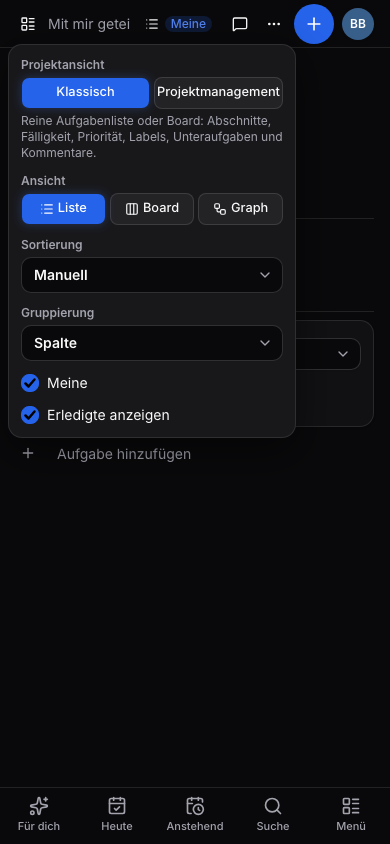 Mit mir getei
Meine
BB
Projektansicht
Klassisch
Projektmanagement
Reine Aufgabenliste oder Board: Abschnitte,
Fälligkeit, Priorität, Labels, Unteraufgaben und
Kommentare.
Ansicht
Liste
Board
Graph
Sortierung
Manuell
Gruppierung
Spalte
Meine
Erledigte anzeigen
Aufgabe hinzufügen
Für dich
Heute
Anstehend
Suche
Menü